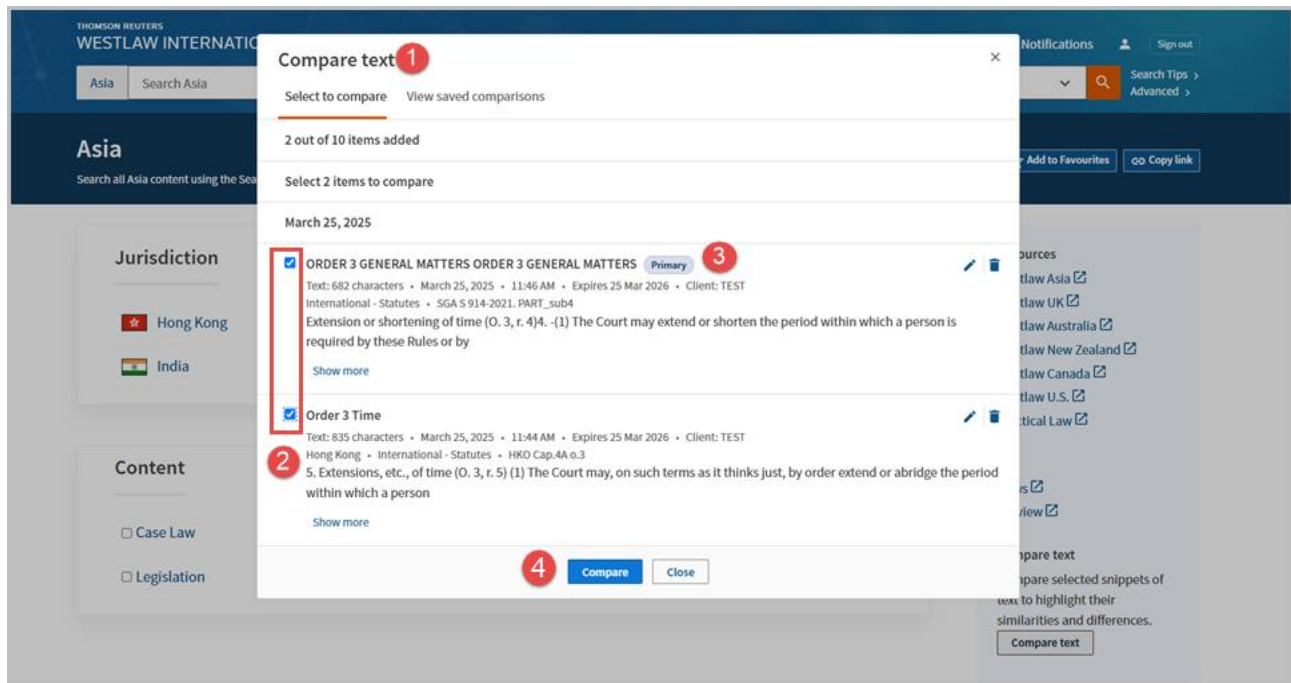 THOMSON REUTERS
WESTLAW INTERNATIC
Notifications
Sign out
Asia
Search Asia
Search Tips
Advanced
Asia
Search all Asia content using the Sea
Add to Favourites
Copy link
Compare text
1
Select to compare
View saved comparisons
2 out of 10 items added
Select 2 items to compare
March 25, 2025
ORDER 3 GENERAL MATTERS ORDER 3 GENERAL MATTERS Primary
3
Text: 682 characters • March 25, 2025 • 11:46 AM • Expires 25 Mar 2026 • Client: TEST
International - Statutes • SGA S 914-2021. PART_sub4
Extension or shortening of time (O. 3, r. 4)4. -(1) The Court may extend or shorten the period within which a person is
required by these Rules or by
Show more
Order 3 Time
Text: 835 characters • March 25, 2025 • 11:44 AM • Expires 25 Mar 2026 • Client: TEST
2
Hong Kong • International - Statutes • HKO Cap.4A o.3
5. Extensions, etc., of time (O. 3, r. 5) (1) The Court may, on such terms as it thinks just, by order extend or abridge the period
within which a person
Show more
4
Compare
Close
Jurisdiction
Hong Kong
India
Content
Case Law
Legislation
ources
tlaw Asia
tlaw UK
tlaw Australia
tlaw New Zealand
tlaw Canada
tlaw U.S.
tical Law
vs
view
npare text
npare selected snippets of
text to highlight their
similarities and differences.
Compare text